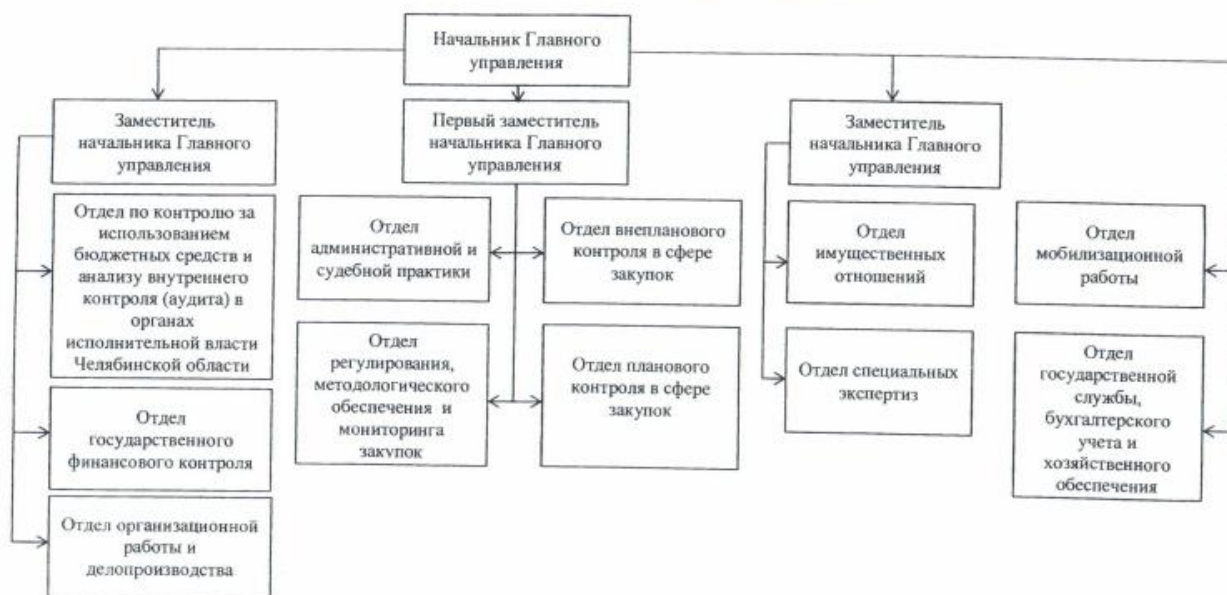 Начальник Главного
управления
Заместитель
начальника Главного
управления
Первый заместитель
начальника Главного
управления
Заместитель
начальника Главного
управления
Отдел по контролю за
использованием
бюджетных средств и
анализу внутреннего
контроля (аудита) в
органах
исполнительной власти
Челябинской области
Отдел
административной и
судебной практики
Отдел внепланового
контроля в сфере
закупок
Отдел
имущественных
отношений
Отдел
мобилизационной
работы
Отдел
регулирования,
методологического
обеспечения и
мониторинга
закупок
Отдел планового
контроля в сфере
закупок
Отдел специальных
экспертиз
Отдел
государственной
службы,
бухгалтерского
учета и
хозяйственного
обеспечения
Отдел
государственного
финансового контроля
Отдел организационной
работы и
делопроизводства